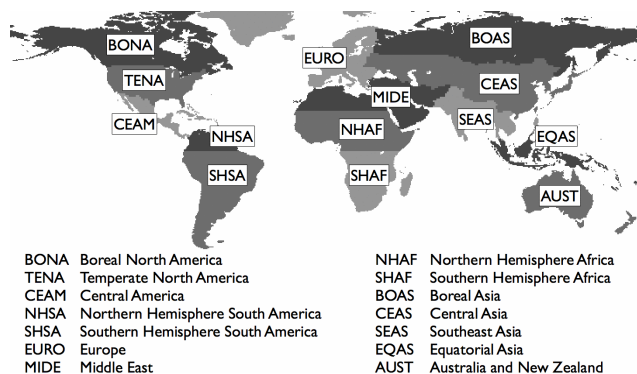 BONA
BOAS
EURO
TENA
CEAS
MIDE
CEAM
SEAS
NHSA
NHAF
EQAS
SHSA
SHAF
AUST
BONA Boreal North America
TENA Temperate North America
CEAM Central America
NHSA Northern Hemisphere South America
SHSA Southern Hemisphere South America
EURO Europe
MIDE Middle East
NHAF Northern Hemisphere Africa
SHAF Southern Hemisphere Africa
BOAS Boreal Asia
CEAS Central Asia
SEAS Southeast Asia
EQAS Equatorial Asia
AUST Australia and New Zealand